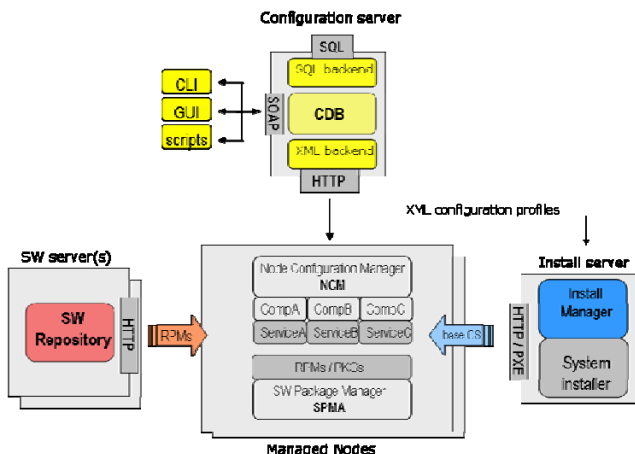 Configuration server
SQL
SQL backend
CLI
GUI
scripts
SOAP
CDB
XML backend
HTTP
XML configuration profiles
SW server(s)
Install server
Node Configuration Manager
NCM
CompA CompB CompC
ServiceA ServiceB ServiceC
SW
Repository
HTTP
RPMs
base OS
HTTP / PXE
Install
Manager
System
installer
RPMs / PKGs
SW Package Manager
SPMA
Managed Nodes